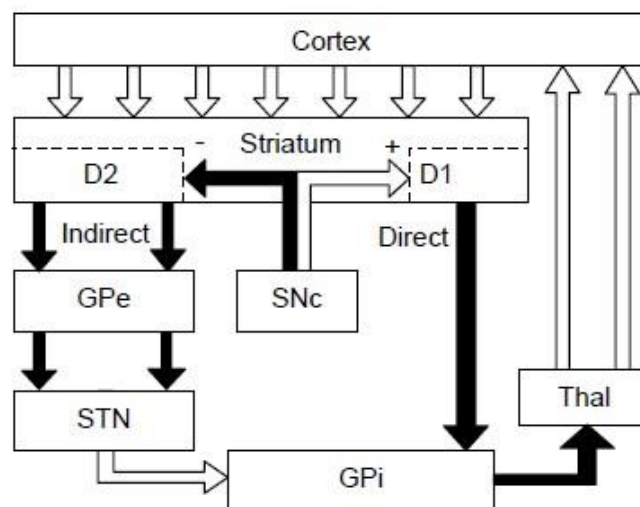 Cortex
- Striatum +
D2 D1
Indirect Direct
GPe SNc
STN Thal
GPi